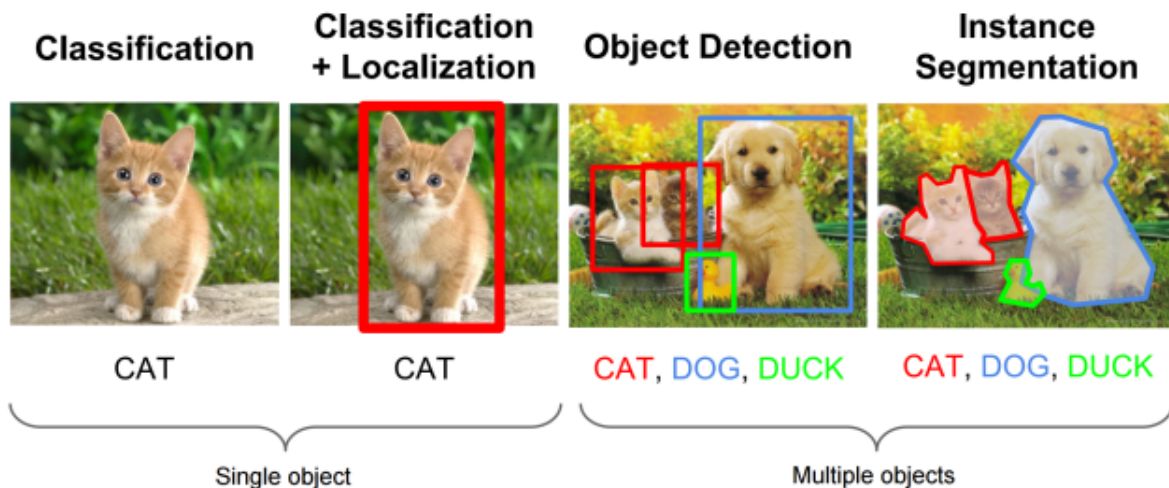 Classification
Classification
+ Localization
Object Detection
Instance
Segmentation
CAT
CAT
CAT, DOG, DUCK
CAT, DOG, DUCK
Single object
Multiple objects